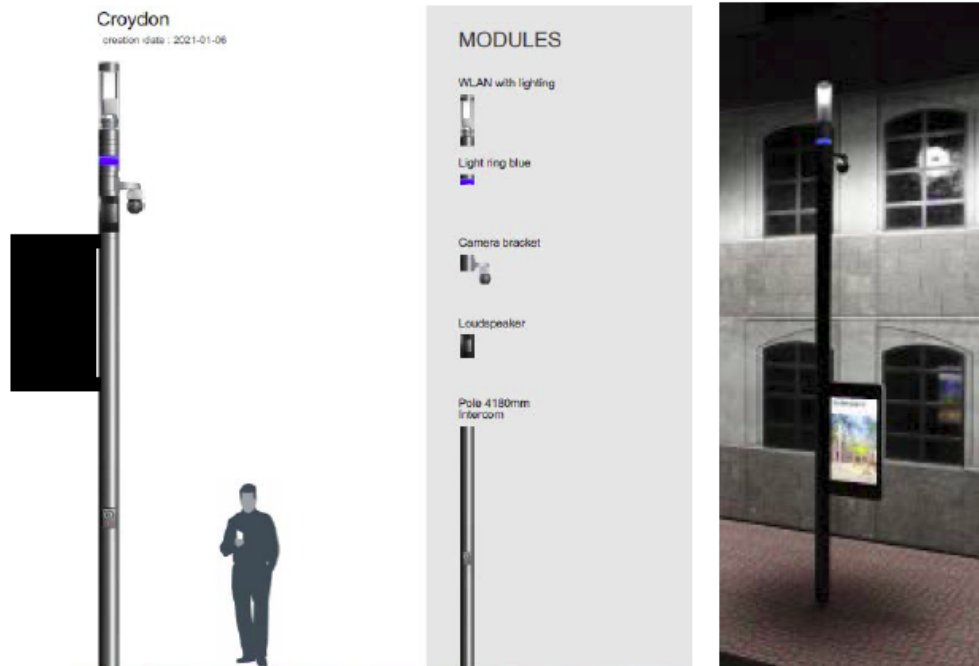 Croydon
creation date : 2021-01-06
MODULES
WLAN with lighting
Light ring blue
Camera bracket
Loudspeaker
Pole 4180mm
Intercom